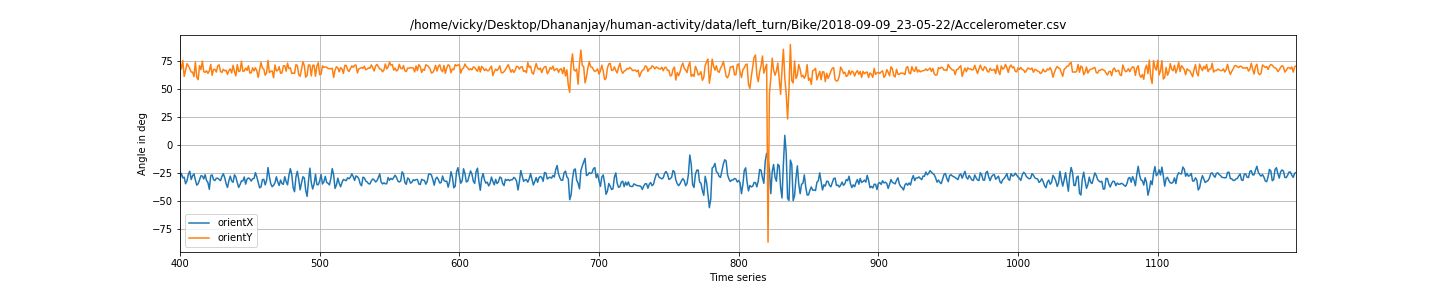 /home/vicky/Desktop/Dhananjay/human-activity/data/left_turn/Bike/2018-09-09_23-05-22/Accelerometer.csv
Angle in deg
75
50
25
0
−25
−50
−75
orientX
orientY
400 500 600 700 800 900 1000 1100
Time series